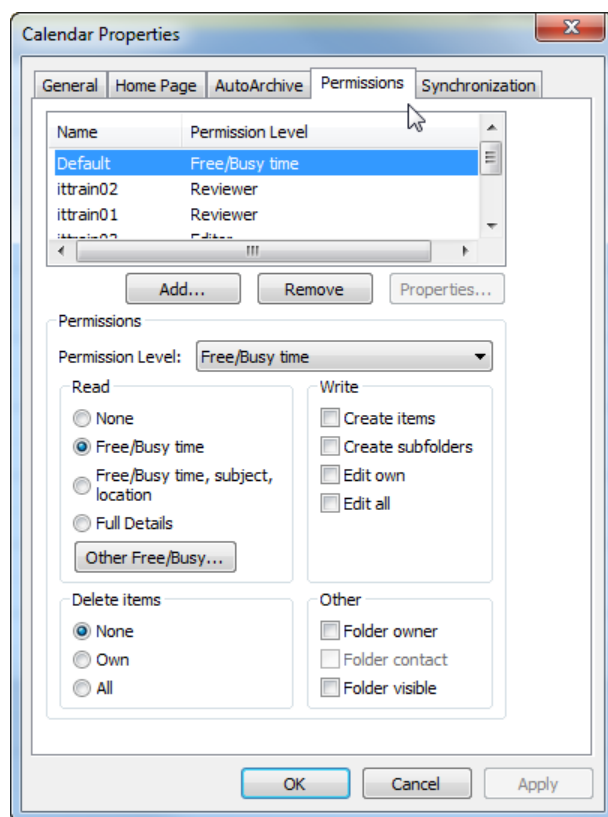 Calendar Properties
General Home Page AutoArchive Permissions Synchronization
Name Permission Level
Default Free/Busy time
ittrain02 Reviewer
ittrain01 Reviewer
Add... Remove Properties...
Permissions
Permission Level: Free/Busy time
Read
None
Free/Busy time
Free/Busy time, subject,
location
Full Details
Other Free/Busy...
Write
Create items
Create subfolders
Edit own
Edit all
Delete items
None
Own
All
Other
Folder owner
Folder contact
Folder visible
OK Cancel Apply